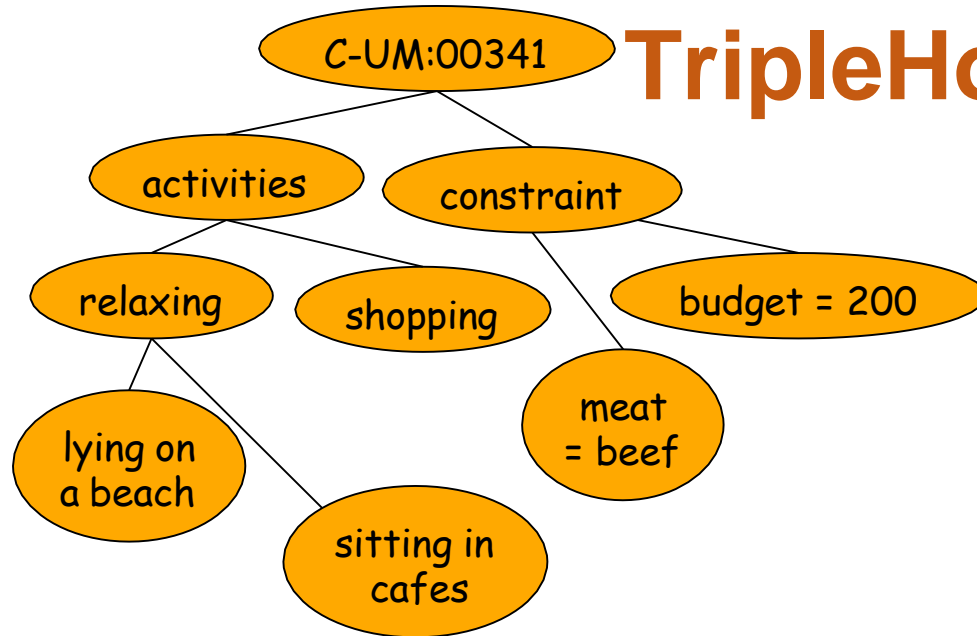 C-UM:00341
TripleHo
activities
constraint
relaxing
shopping
budget = 200
lying on
a beach
meat
= beef
sitting in
cafes